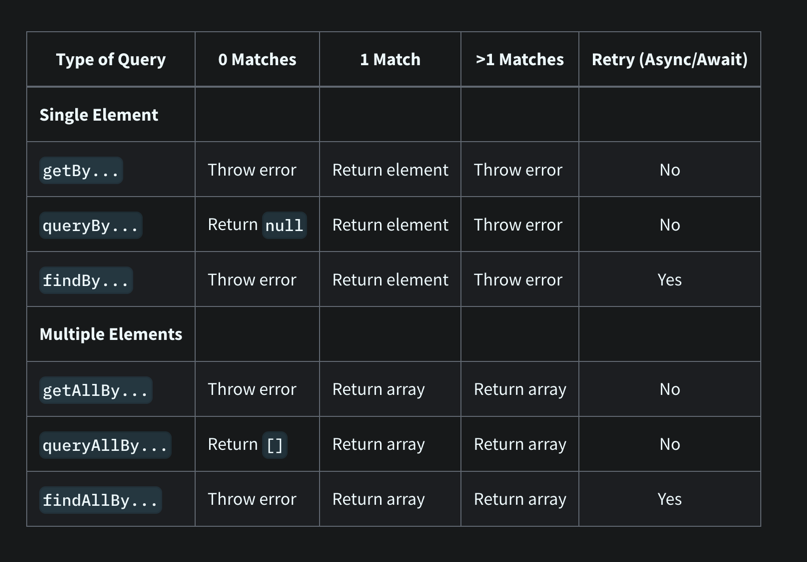 Type of Query 0 Matches 1 Match >1 Matches Retry (Async/Await)
Single Element
getBy... Throw error Return element Throw error No
queryBy... Return null Return element Throw error No
findBy... Throw error Return element Throw error Yes
Multiple Elements
getAllBy... Throw error Return array Return array No
queryAllBy... Return [] Return array Return array No
findAllBy... Throw error Return array Return array Yes